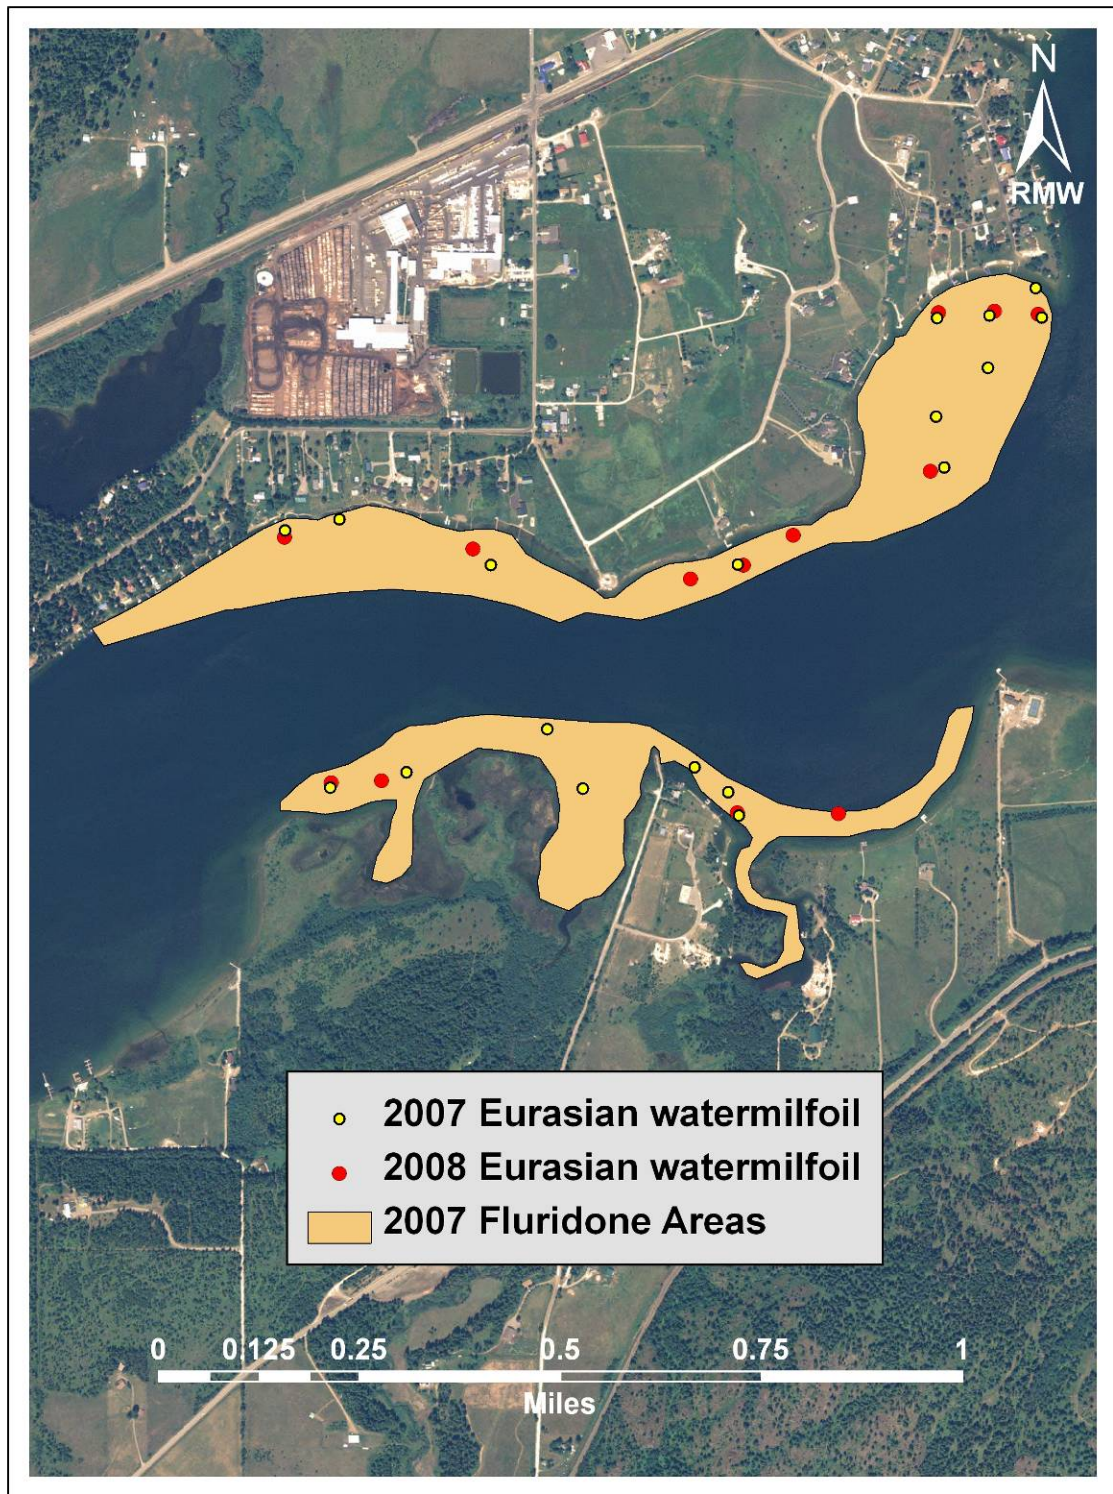 N
RMW
2007 Eurasian watermilfoil
2008 Eurasian watermilfoil
2007 Fluridone Areas
0 0.125 0.25 0.5 0.75 1
Miles